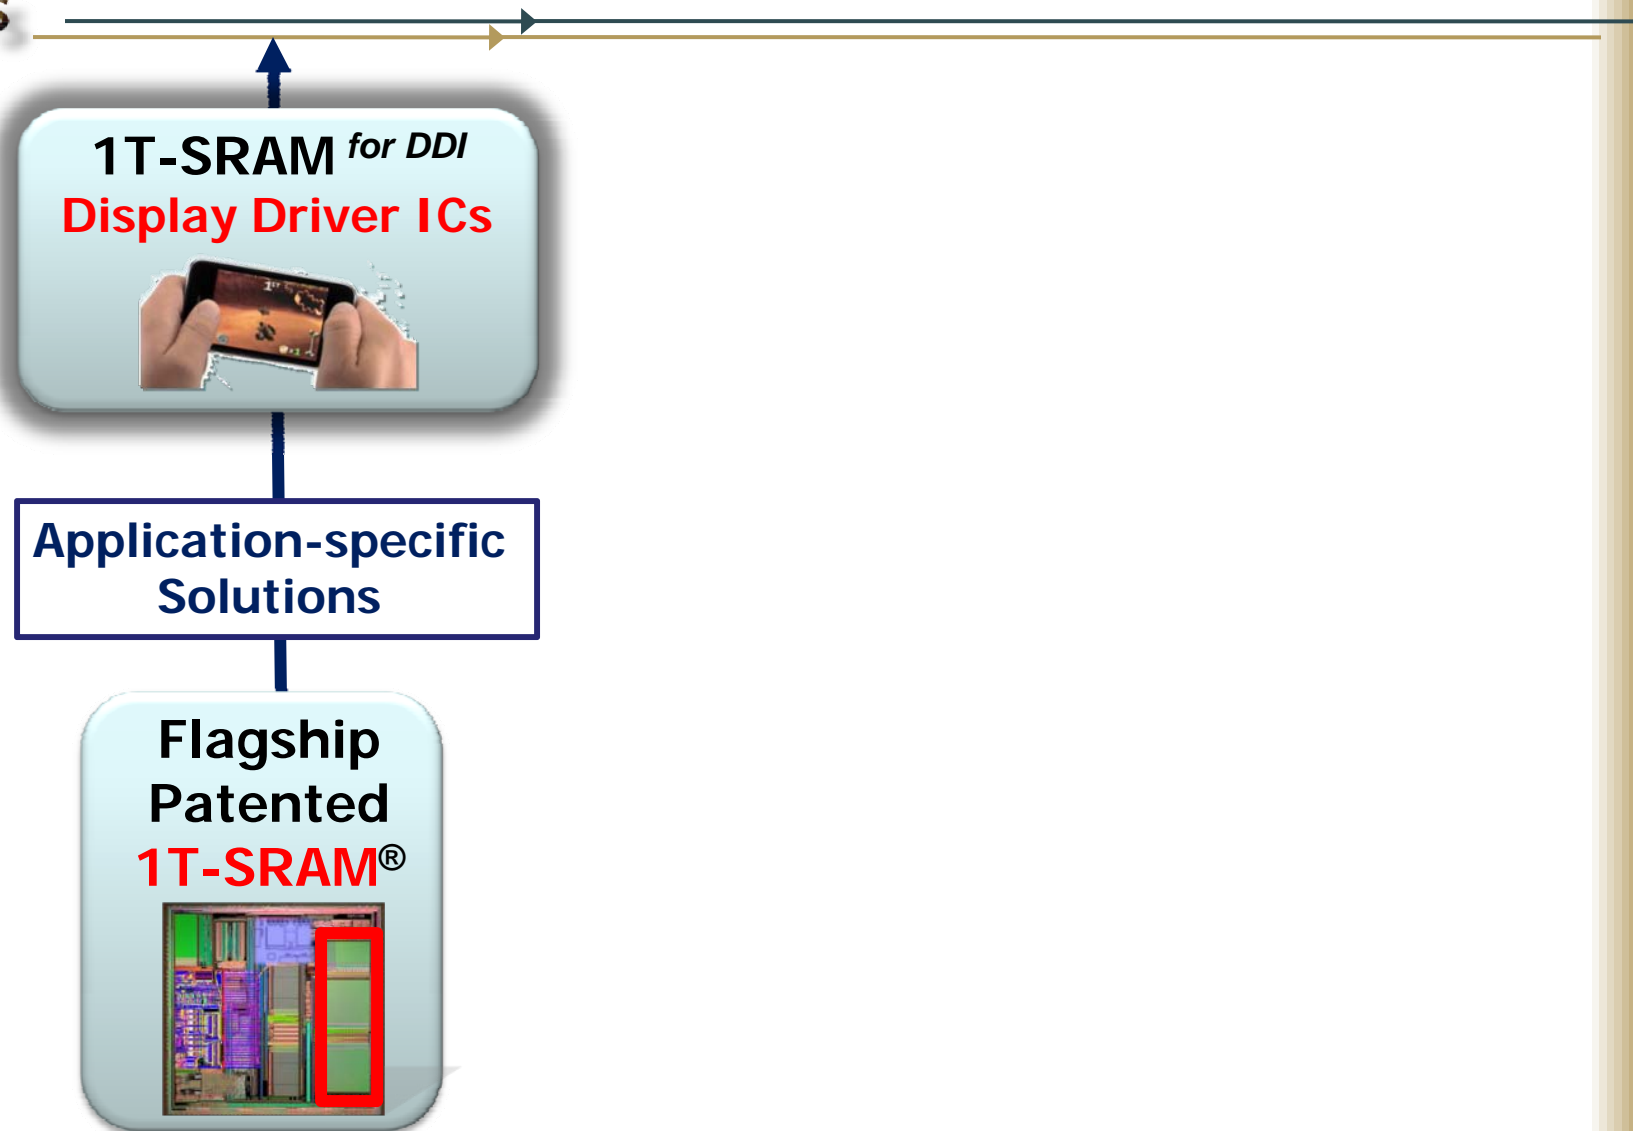 1T-SRAM for DDI
Display Driver ICs
Application-specific
Solutions
Flagship
Patented
1T-SRAM®